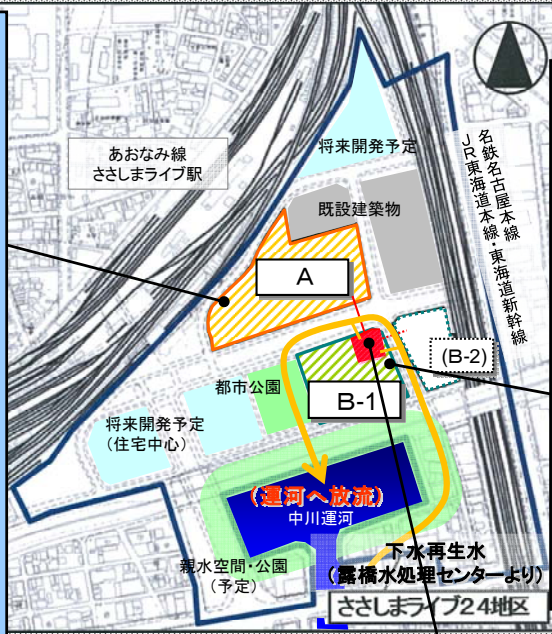 将来開発予定
あおなみ線
ささしまライブ駅
既設建築物
名鉄名古屋本線
JR東海道本線・東海道新幹線
A
(B-2)
都市公園
B-1
将来開発予定
(住宅中心)
(運河へ放流)
中川運河
親水空間・公園
(予定)
下水再生水
(露橋水処理センターより)
ささしまライブ24地区